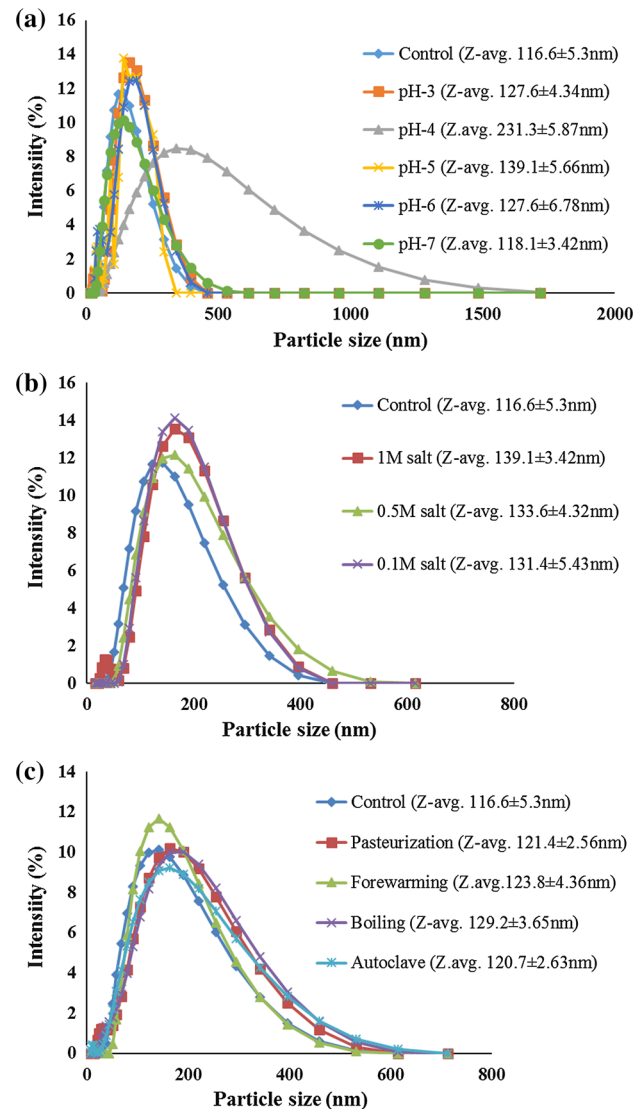 (a)
16
14
12
10
8
6
4
2
0
Intensiity (%)
0 500 1000 1500 2000
Particle size (nm)
Control (Z-avg. 116.6±5.3nm)
pH-3 (Z-avg. 127.6±4.34nm)
pH-4 (Z.avg. 231.3±5.87nm)
pH-5 (Z-avg. 139.1±5.66nm)
pH-6 (Z-avg. 127.6±6.78nm)
pH-7 (Z.avg. 118.1±3.42nm)
(b)
16
14
12
10
8
6
4
2
0
Intensiity (%)
0 200 400 600 800
Particle size (nm)
Control (Z-avg. 116.6±5.3nm)
1M salt (Z-avg. 139.1±3.42nm)
0.5M salt (Z-avg. 133.6±4.32nm)
0.1M salt (Z-avg. 131.4±5.43nm)
(c)
14
12
10
8
6
4
2
0
Intensiity (%)
0 200 400 600 800
Particle size (nm)
Control (Z-avg. 116.6±5.3nm)
Pasteurization (Z-avg. 121.4±2.56nm)
Forewarming (Z.avg.123.8±4.36nm)
Boiling (Z-avg. 129.2±3.65nm)
Autoclave (Z.avg. 120.7±2.63nm)